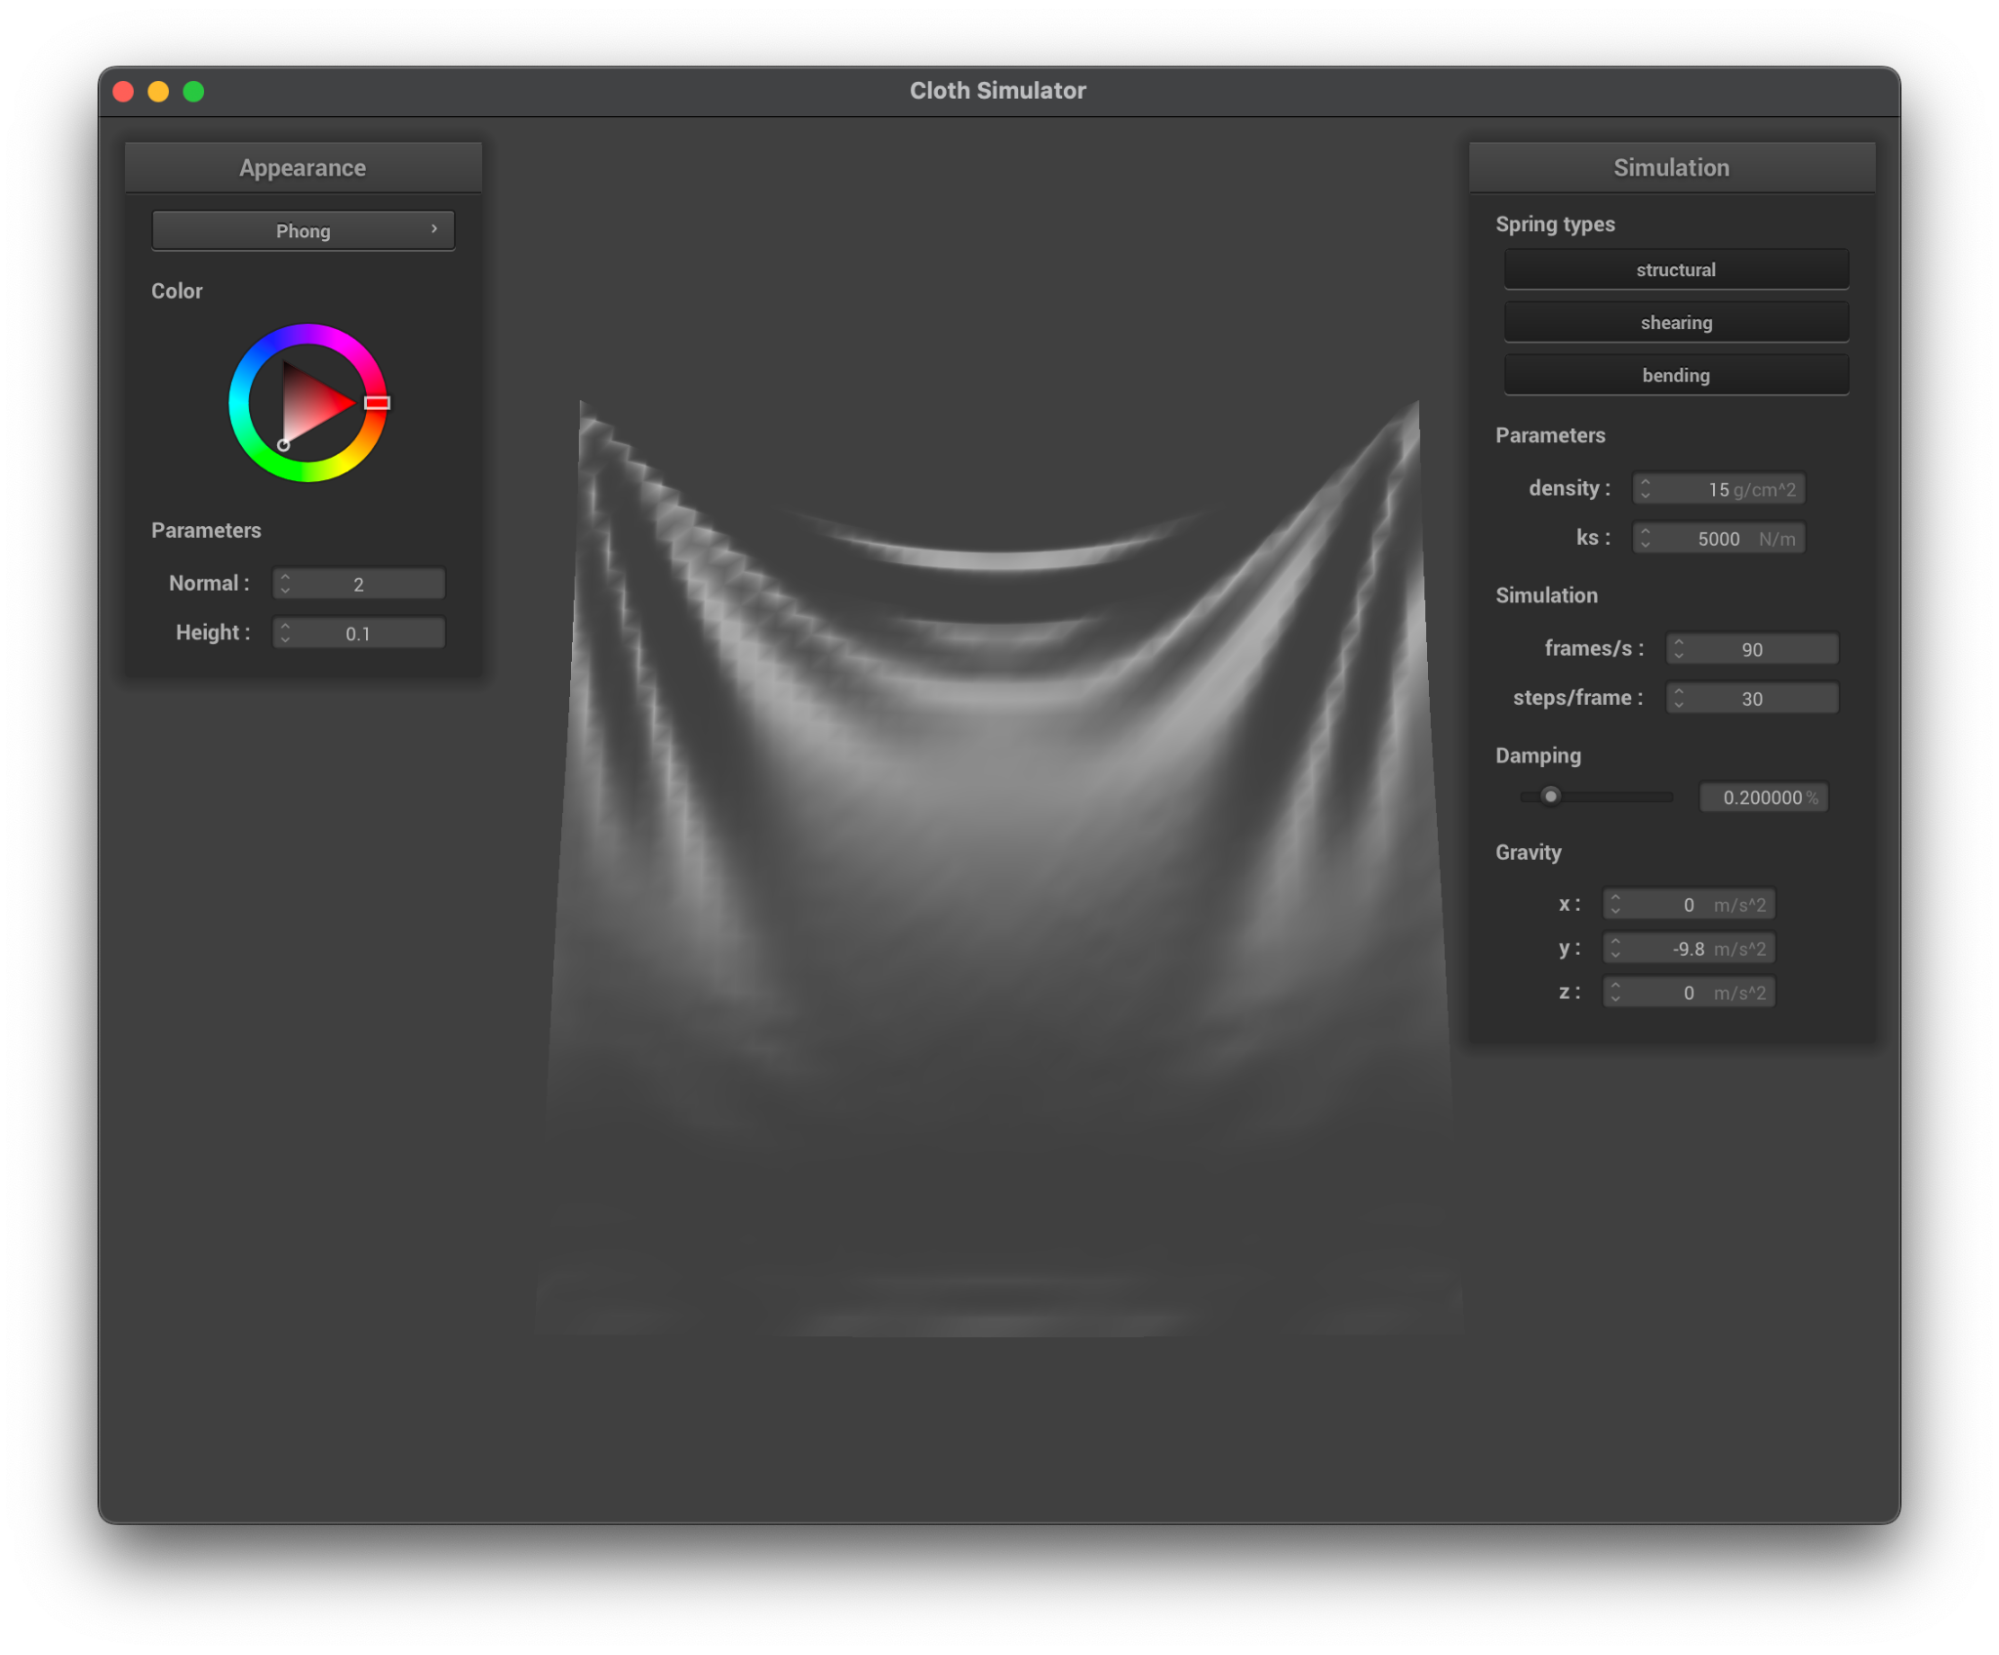 Cloth Simulator
Appearance
Phong
Color
Parameters
Normal : 2
Height : 0.1
Simulation
Spring types
structural
shearing
bending
Parameters
density : 15 g/cm^2
ks : 5000 N/m
Simulation
frames/s : 90
steps/frame : 30
Damping
0.200000 %
Gravity
x : 0 m/s^2
y : -9.8 m/s^2
z : 0 m/s^2